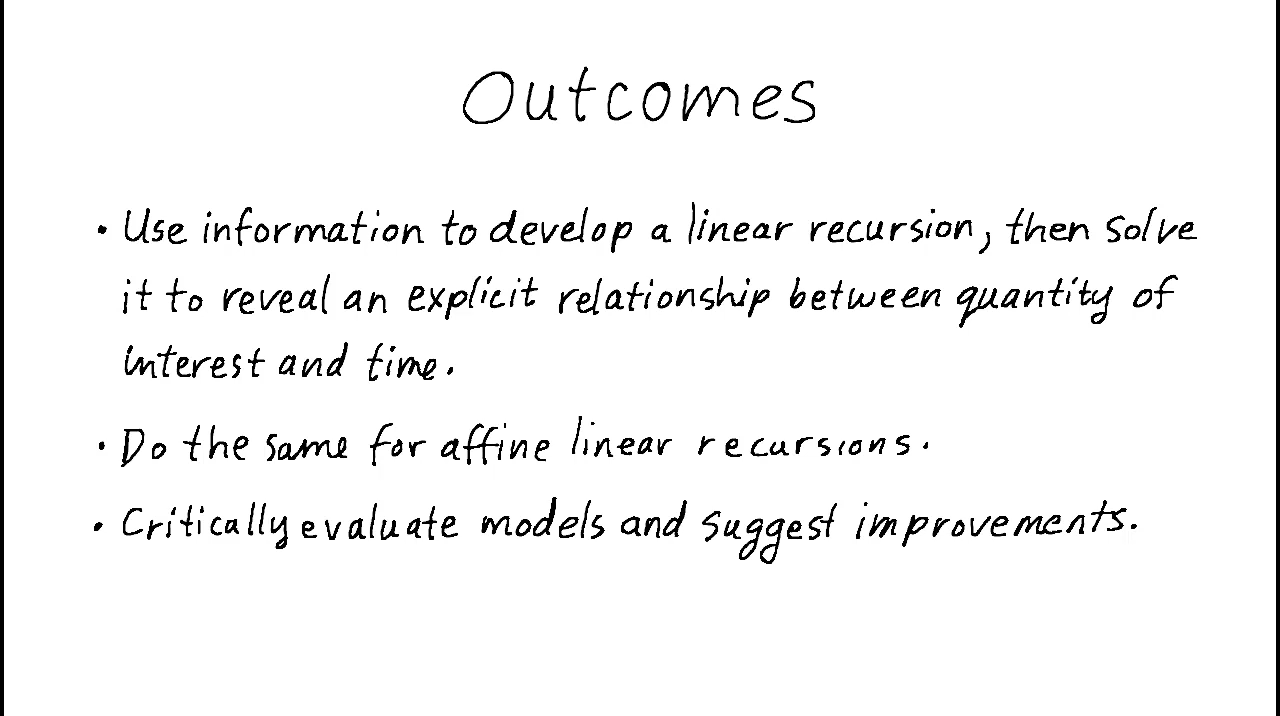 Outcomes
• Use information to develop a linear recursion, then solve
it to reveal an explicit relationship between quantity of
interest and time.
• Do the same for affine linear recursions.
• Critically evaluate models and suggest improvements.